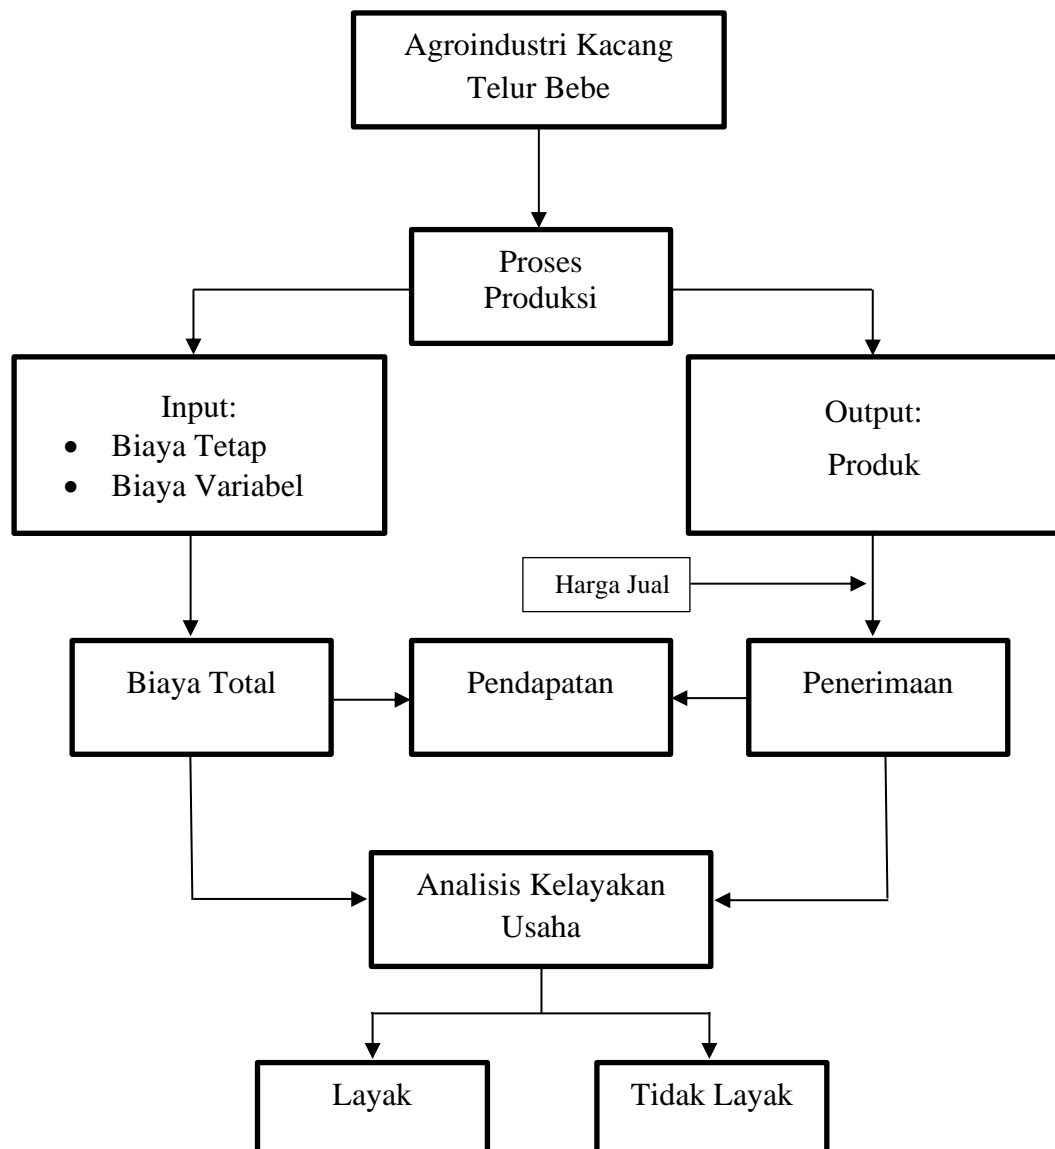 Agroindustri Kacang
Telur Bebe
Proses
Produksi
Input:
• Biaya Tetap
• Biaya Variabel
Output:
Produk
Harga Jual
Biaya Total
Pendapatan
Penerimaan
Analisis Kelayakan
Usaha
Layak
Tidak Layak